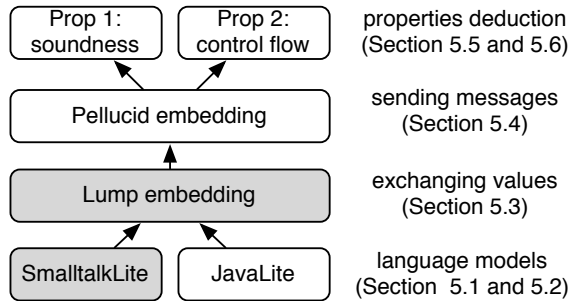 Prop 1:
soundness
Prop 2:
control flow
properties deduction
(Section 5.5 and 5.6)
Pellucid embedding
sending messages
(Section 5.4)
Lump embedding
exchanging values
(Section 5.3)
SmalltalkLite
JavaLite
language models
(Section 5.1 and 5.2)